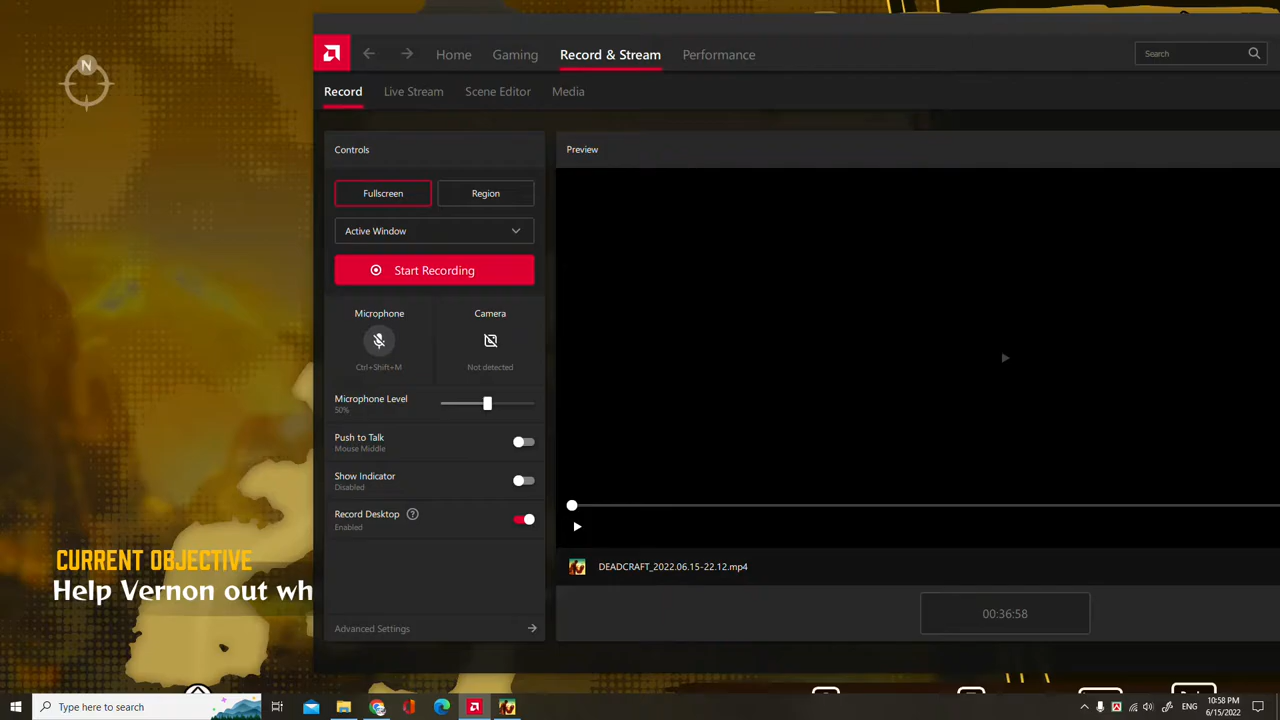 N
Home Gaming Record & Stream Performance
Search
Record Live Stream Scene Editor Media
Controls
Preview
Fullscreen Region
Active Window
Start Recording
Microphone Camera
Ctrl+Shift+M Not detected
Microphone Level
50%
Push to Talk
Mouse Middle
Show Indicator
Disabled
Record Desktop ?
Enabled
DEADCRAFT_2022.06.15-22.12.mp4
00:36:58
Advanced Settings
CURRENT OBJECTIVE
Help Vernon out wh
Type here to search
10:58 PM
6/15/2022